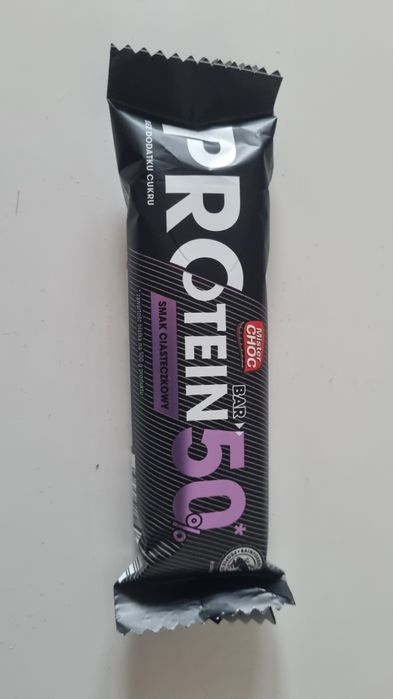 PROTEIN
BEZ DODATKU CUKRU
Mister
CHOC
BAR
50%*
SMAK CIASTECZKOWY